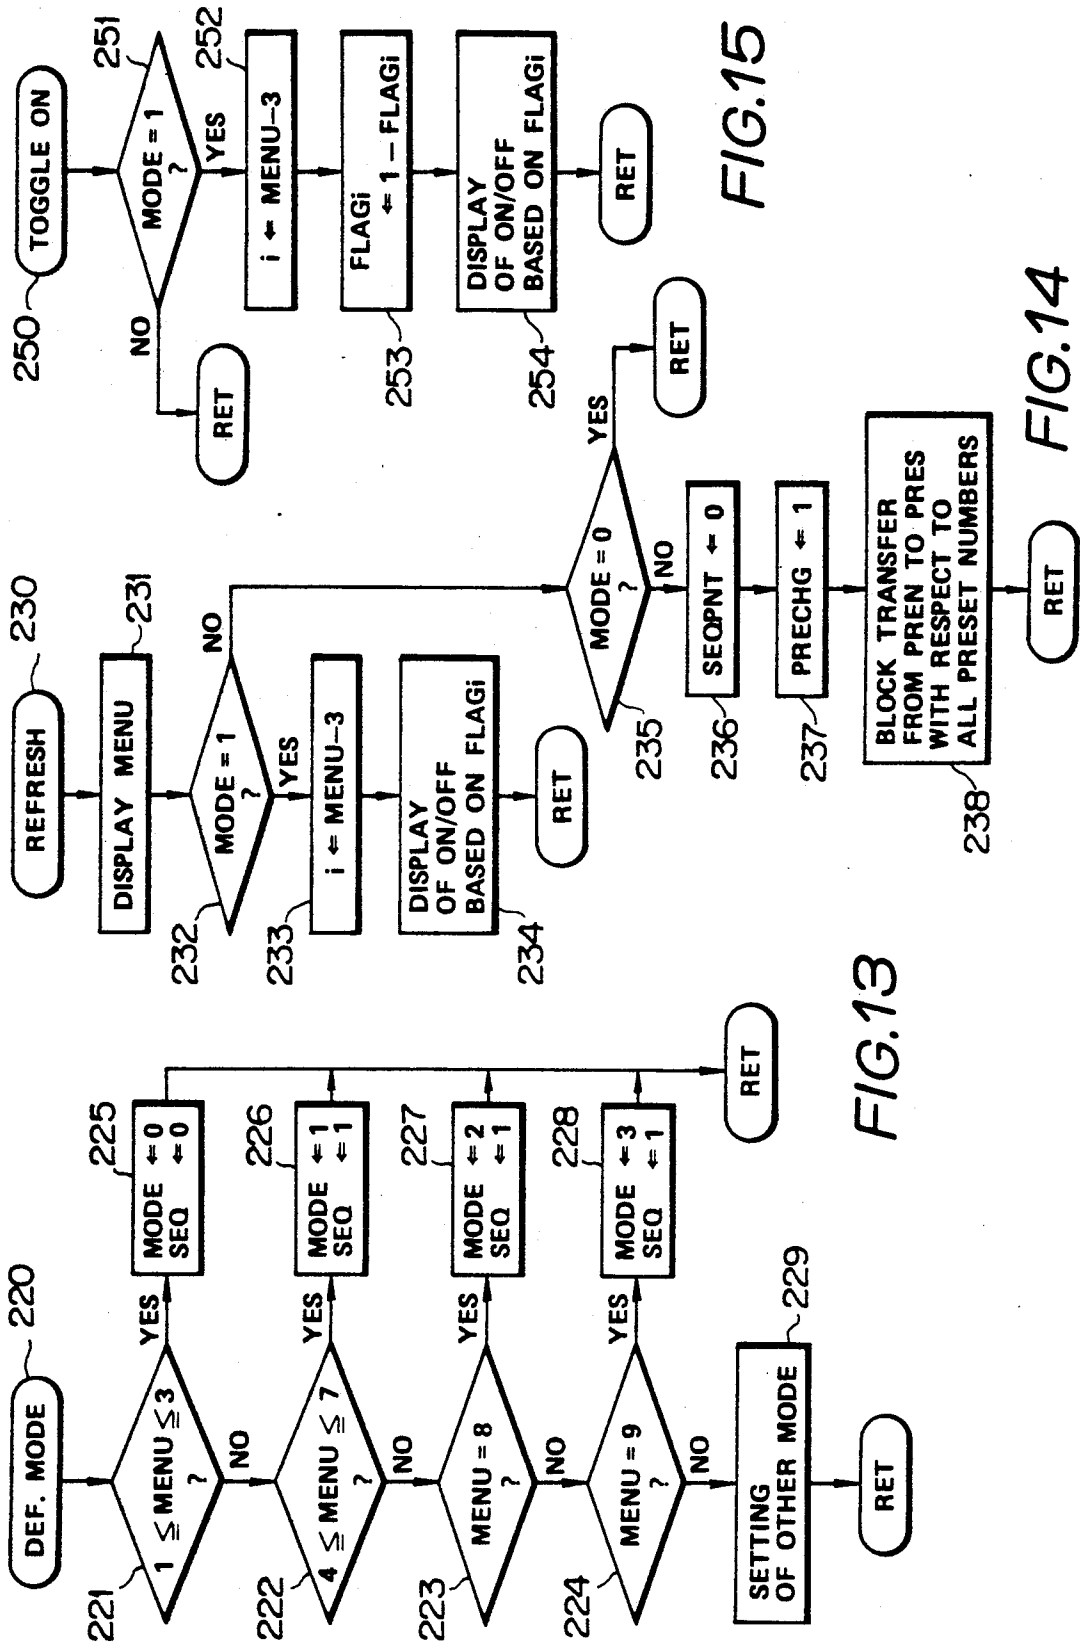 220
DEF. MODE
221
1 ≦ MENU ≦ 3
?
YES
225
MODE ⇐ 0
SEQ ⇐ 0
NO
222
4 ≦ MENU ≦ 7
?
YES
226
MODE ⇐ 1
SEQ ⇐ 1
NO
223
MENU = 8
?
YES
227
MODE ⇐ 2
SEQ ⇐ 1
NO
224
MENU = 9
?
YES
228
MODE ⇐ 3
SEQ ⇐ 1
NO
229
SETTING
OF OTHER MODE
RET
RET
FIG.13
230
REFRESH
231
DISPLAY MENU
232
MODE = 1
?
NO
YES
233
i ⇐ MENU-3
234
DISPLAY
OF ON/OFF
BASED ON FLAGi
RET
235
MODE = 0
?
YES
RET
NO
236
SEQPNT ⇐ 0
237
PRECHG ⇐ 1
238
BLOCK TRANSFER
FROM PREN TO PRES
WITH RESPECT TO
ALL PRESET NUMBERS
RET
FIG.14
250
TOGGLE ON
251
MODE = 1
?
NO
RET
YES
252
i ⇐ MENU-3
253
FLAGi
⇐ 1 - FLAGi
254
DISPLAY
OF ON/OFF
BASED ON FLAGi
RET
FIG.15